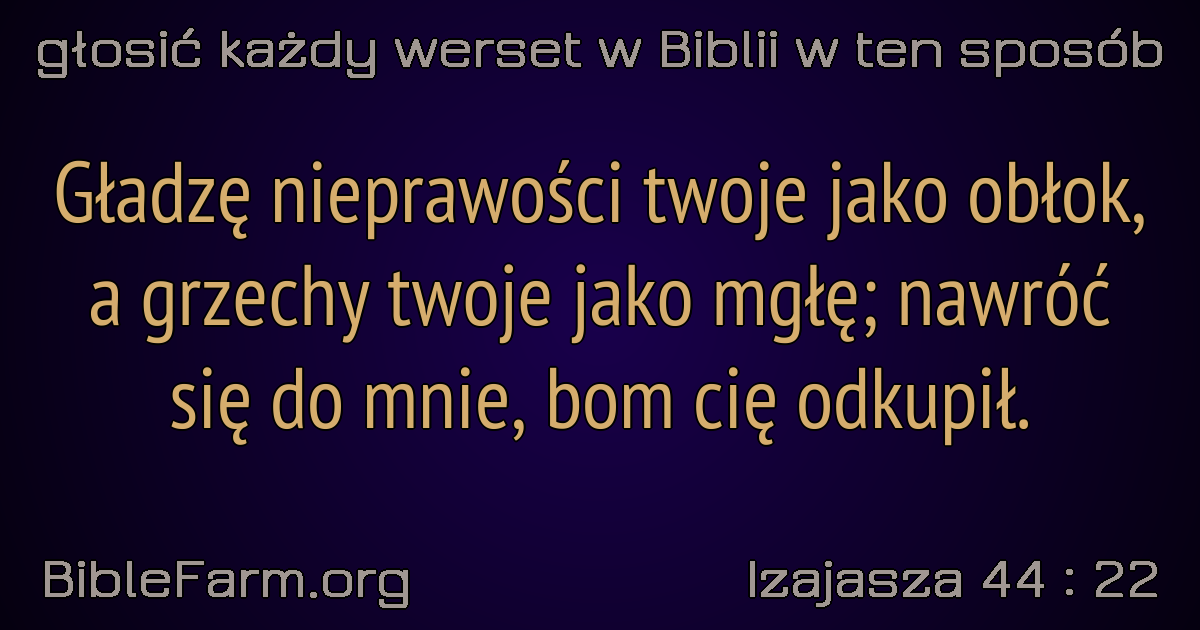 głosić każdy werset w Biblii w ten sposób
Gładzę nieprawości twoje jako obłok,
a grzechy twoje jako mgłę; nawróć
się do mnie, bom cię odkupił.
BibleFarm.org
Izajasza 44 : 22